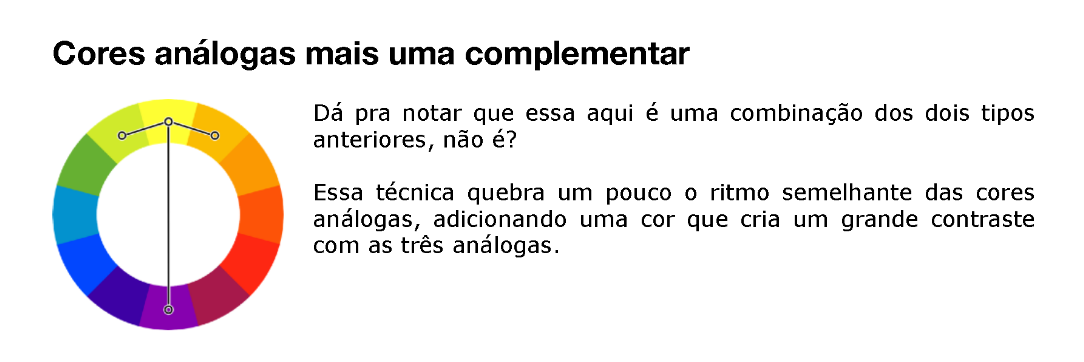 Cores análogas mais uma complementar
Dá pra notar que essa aqui é uma combinação dos dois tipos
anteriores, não é?
Essa técnica quebra um pouco o ritmo semelhante das cores
análogas, adicionando uma cor que cria um grande contraste
com as três análogas.